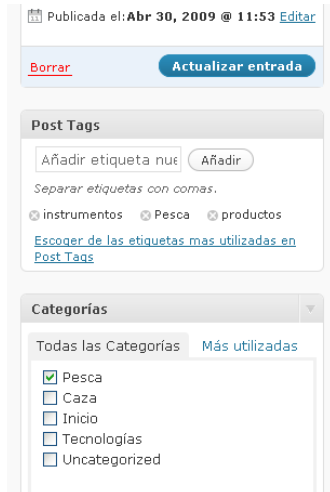 Publicada el: Abr 30, 2009 @ 11:53 Editar
Borrar Actualizar entrada
Post Tags
Añadir etiqueta nue Añadir
Separar etiquetas con comas.
instrumentos Pesca productos
Escoger de las etiquetas mas utilizadas en
Post Tags
Categorías
Todas las Categorías Más utilizadas
Pesca
Caza
Inicio
Tecnologías
Uncategorized